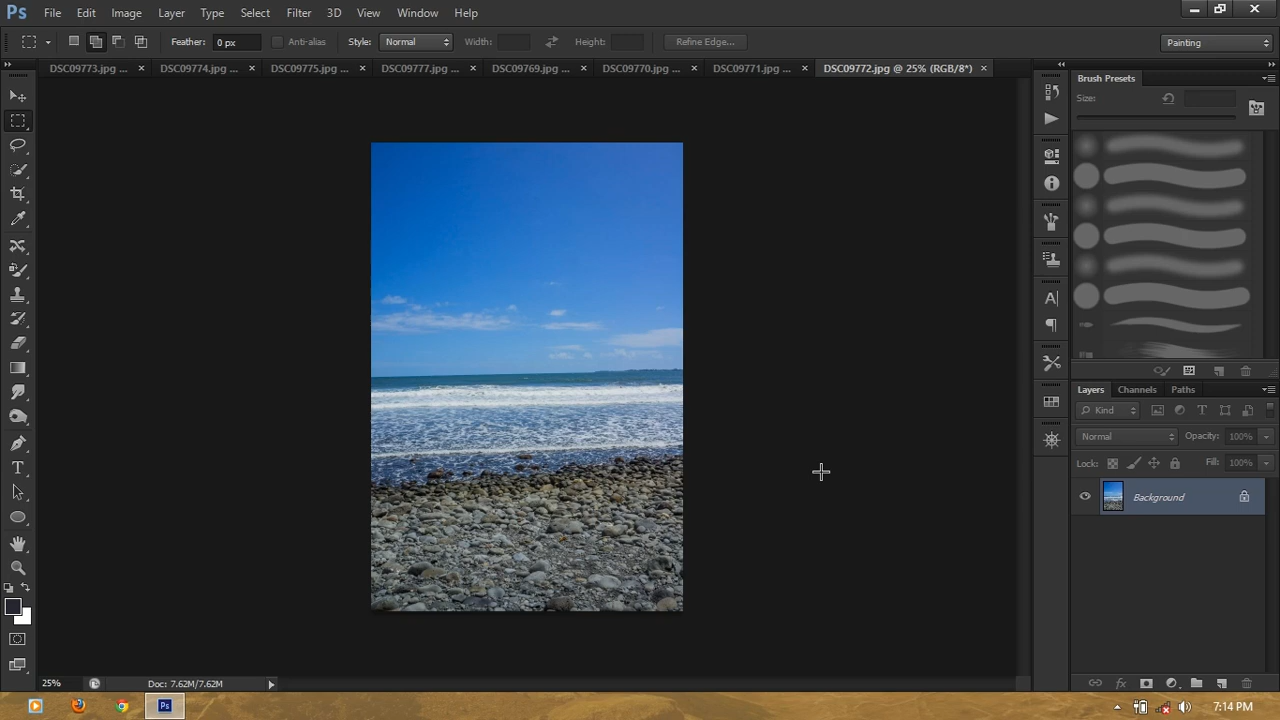 Ps File Edit Image Layer Type Select Filter 3D View Window Help
Feather: 0 px Anti-alias Style: Normal Width: Height: Refine Edge... Painting
DSC09773.jpg ... × DSC09774.jpg ... × DSC09775.jpg ... × DSC09777.jpg ... × DSC09769.jpg ... × DSC09770.jpg ... × DSC09771.jpg ... × DSC09772.jpg @ 25% (RGB/8*) ×
Brush Presets
Size:
Layers Channels Paths
Kind
Normal Opacity: 100%
Lock: Fill: 100%
Background
25% Doc: 7.62M/7.62M
Ps 7:14 PM